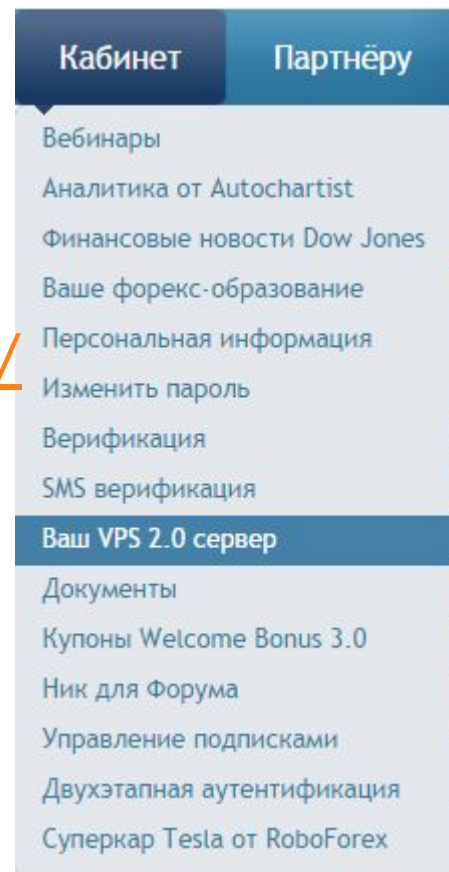 Кабинет Партнёру
Вебинары
Аналитика от Autochartist
Финансовые новости Dow Jones
Ваше форекс-образование
Персональная информация
Изменить пароль
Верификация
SMS верификация
Ваш VPS 2.0 сервер
Документы
Купоны Welcome Bonus 3.0
Ник для Форума
Управление подписками
Двухэтапная аутентификация
Суперкар Tesla от RoboForex